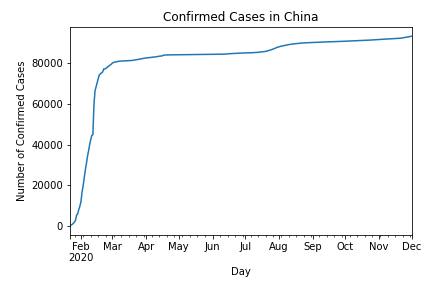 Confirmed Cases in China
Number of Confirmed Cases
80000
60000
40000
20000
0
Feb Mar Apr May Jun Jul Aug Sep Oct Nov Dec
2020
Day